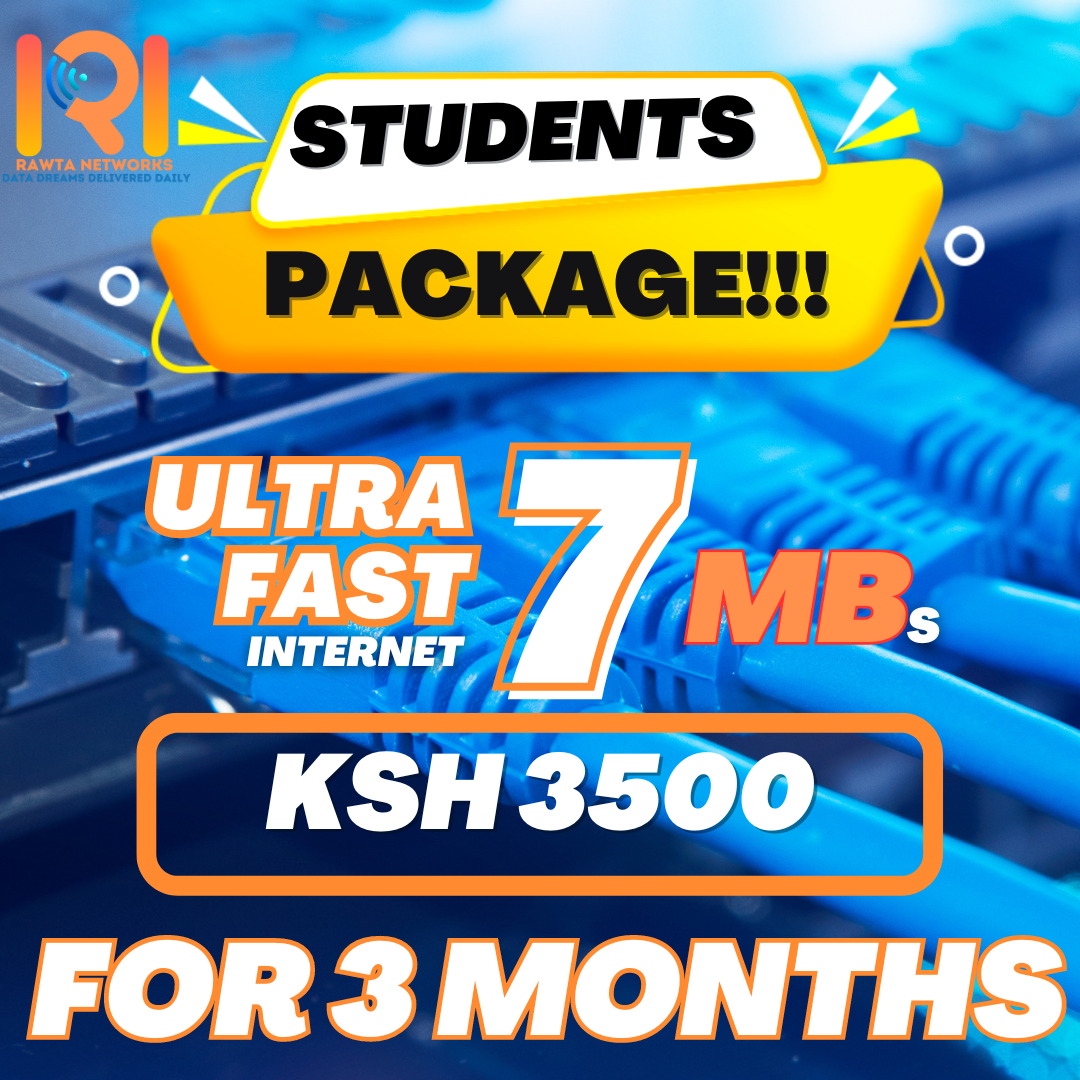 RAWTA NETWORKS
DATA DREAMS DELIVERED DAILY
STUDENTS
PACKAGE!!!
ULTRA
FAST
INTERNET
7
MBs
KSH 3500
FOR 3 MONTHS